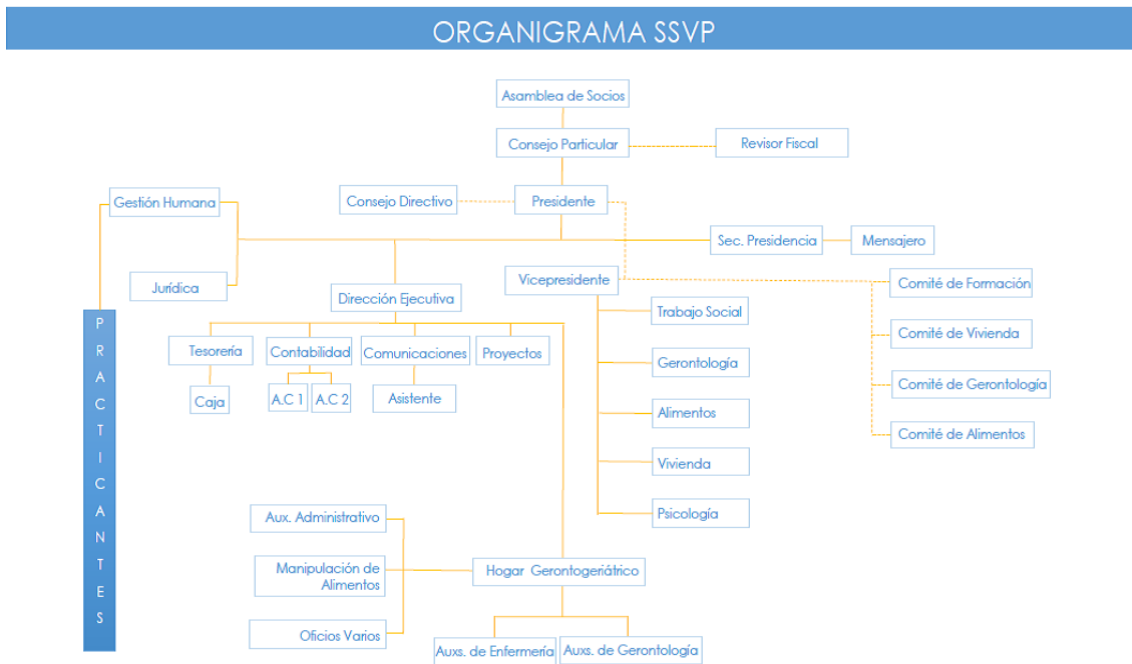 ORGANIGRAMA SSVP
Asamblea de Socios
Consejo Particular
Revisor Fiscal
Gestión Humana
Consejo Directivo
Presidente
Sec. Presidencia
Mensajero
Jurídica
Vicepresidente
Comité de Formación
Dirección Ejecutiva
Trabajo Social
Comité de Vivienda
Tesorería
Contabilidad
Comunicaciones
Proyectos
Gerontología
Comité de Gerontología
Caja
A.C 1
A.C 2
Asistente
Alimentos
Comité de Alimentos
Vivienda
Psicología
PRACTICANTES
Aux. Administrativo
Manipulación de
Alimentos
Hogar Gerontogeriátrico
Oficios Varios
Auxs. de Enfermería
Auxs. de Gerontología